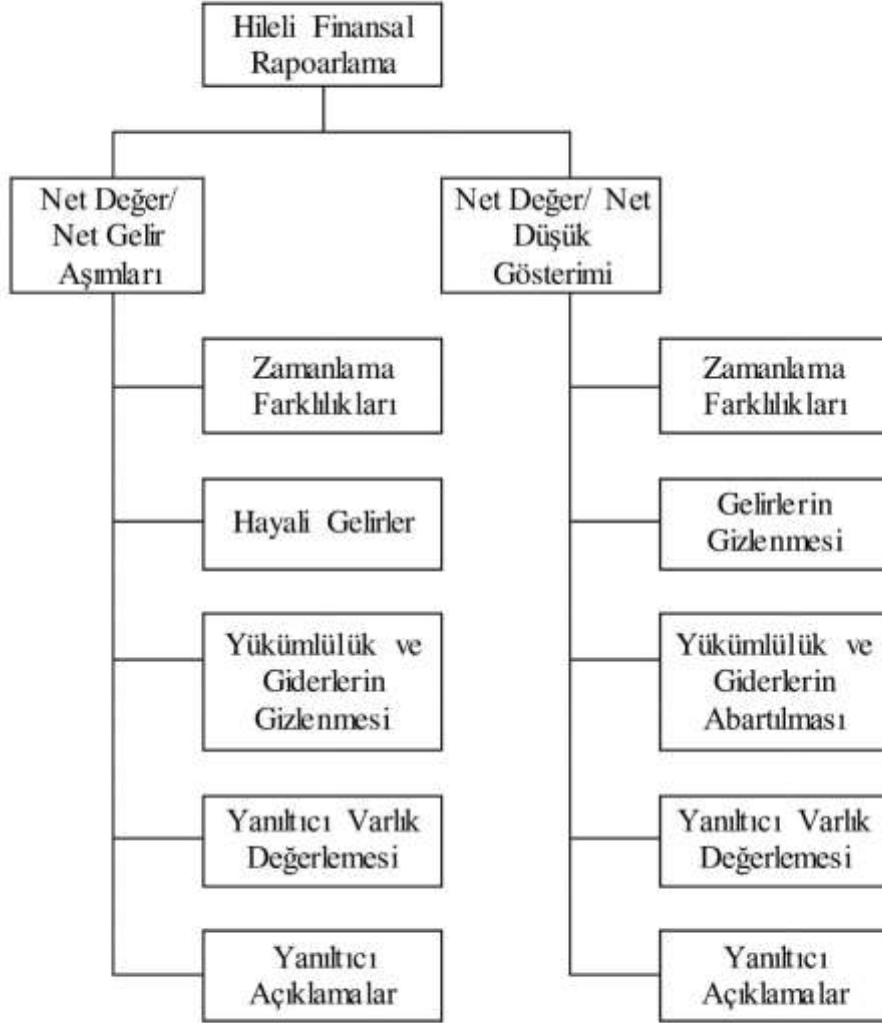 Hileli Finansal
Rapoarlama
Net Değer/
Net Gelir
Aşımları
Net Değer/ Net
Düşük
Gösterimi
Zamanlama
Farklılıkları
Hayali Gelirler
Yükümlülük ve
Giderlerin
Gizlenmesi
Yanıltıcı Varlık
Değerlemesi
Yanıltıcı
Açıklamalar
Zamanlama
Farklılıkları
Gelirlerin
Gizlenmesi
Yükümlülük ve
Giderlerin
Abartılması
Yanıltıcı Varlık
Değerlemesi
Yanıltıcı
Açıklamalar